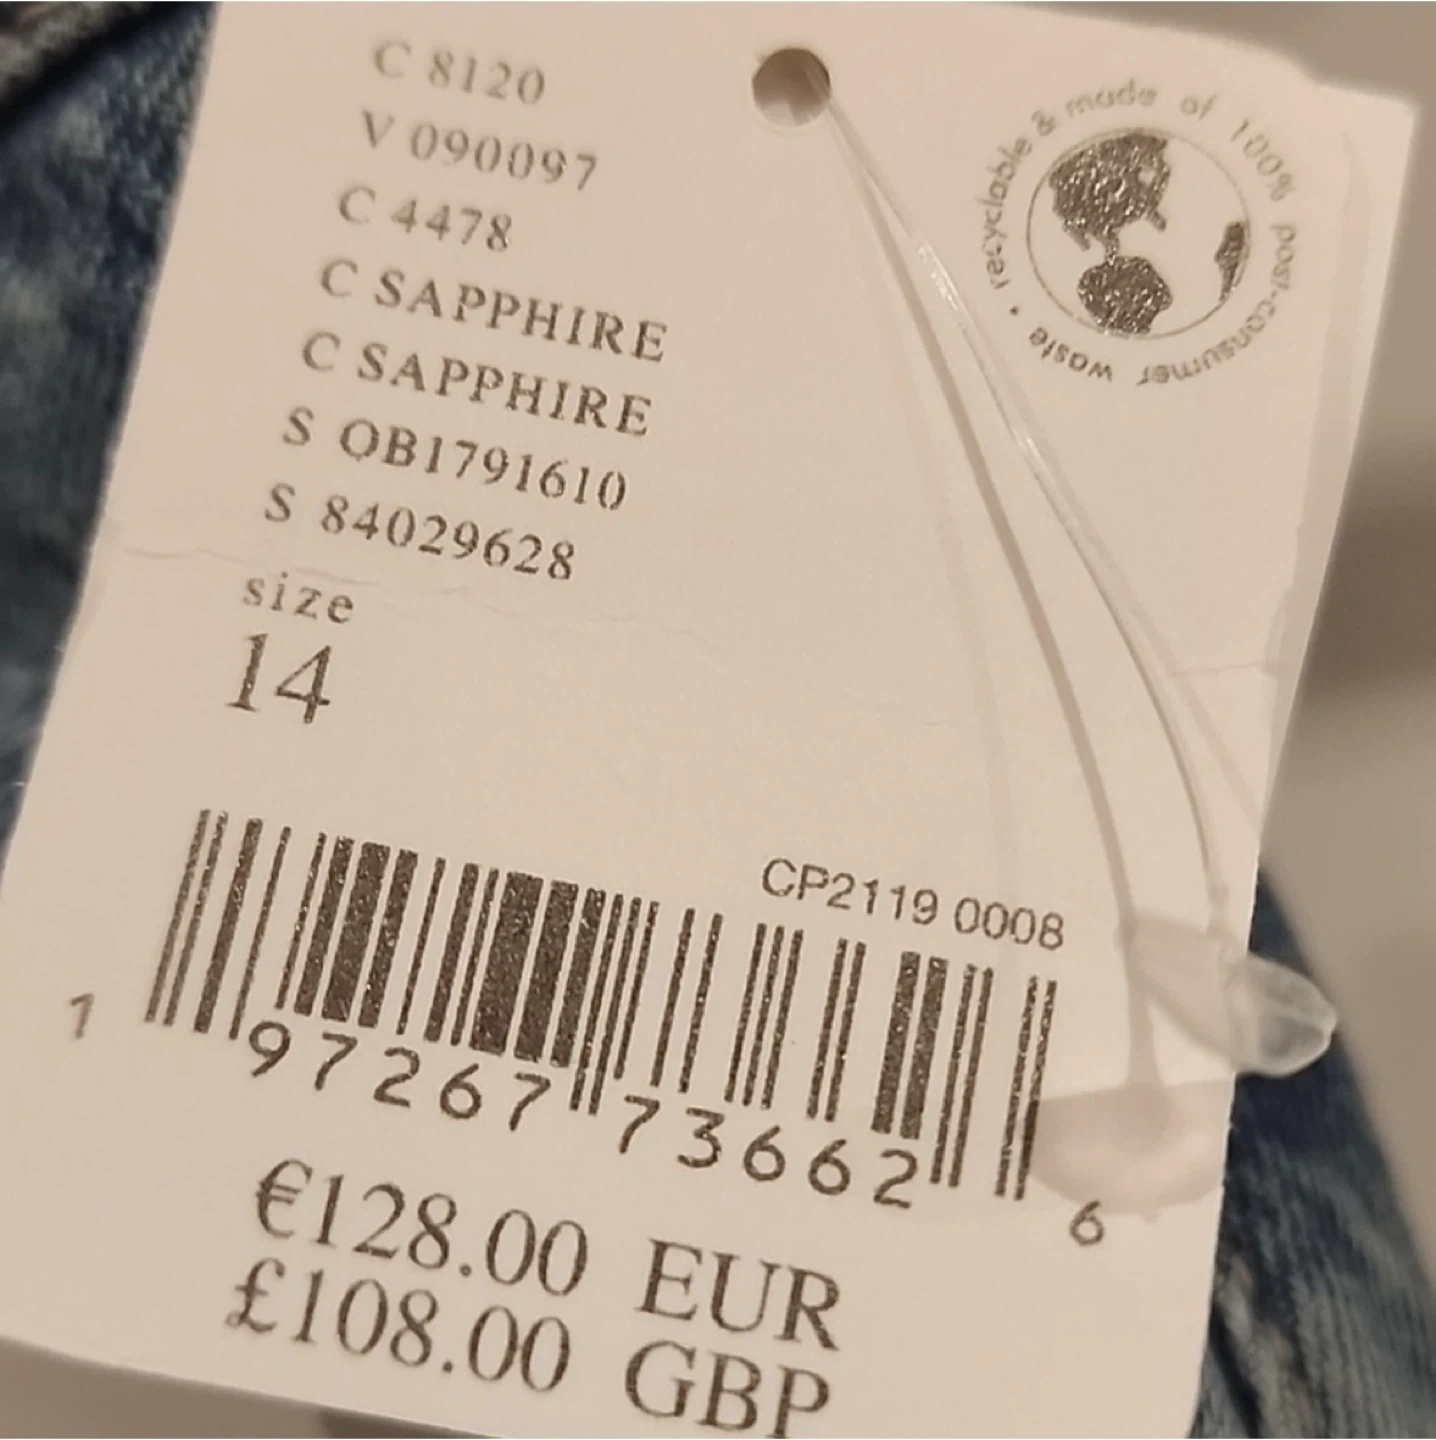 C 8120
V 090097
C 4478
C SAPPHIRE
C SAPPHIRE
S OB1791610
S 84029628
size
14
recyclable & made of 100% post-consumer waste •
CP2119 0008
1 97267 73662 6
€128.00 EUR
£108.00 GBP